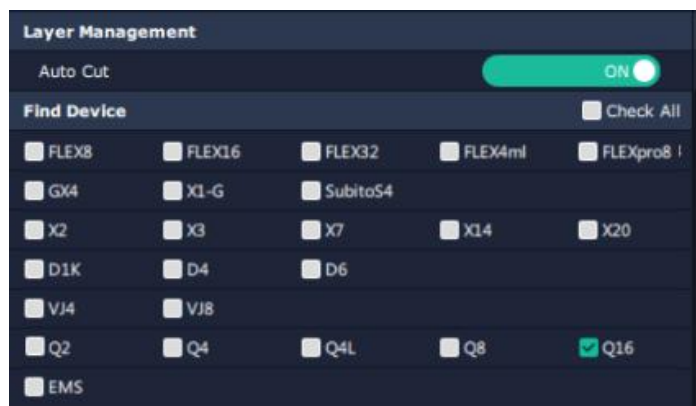 Layer Management
Auto Cut ON
Find Device Check All
FLEX8 FLEX16 FLEX32 FLEX4ml FLEXpro8
GX4 X1-G SubitoS4
X2 X3 X7 X14 X20
D1K D4 D6
VJ4 VJ8
Q2 Q4 Q4L Q8 Q16
EMS